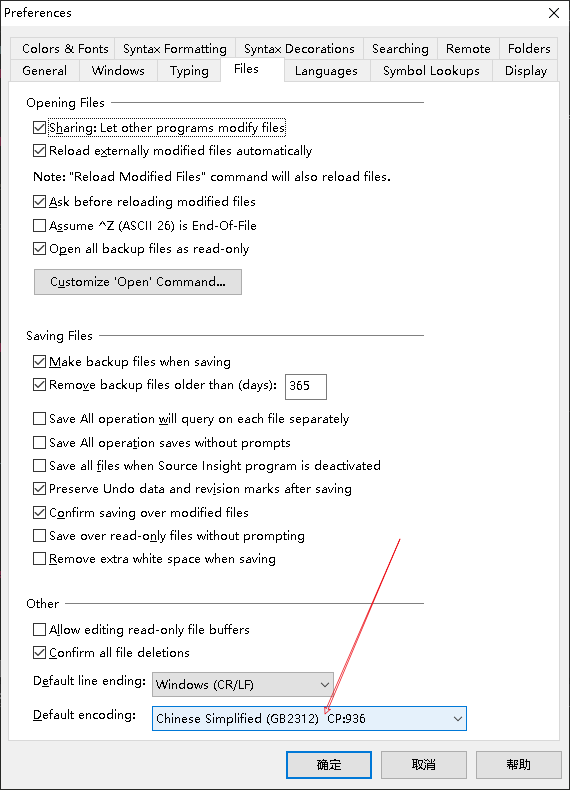 Preferences
Colors & Fonts Syntax Formatting Syntax Decorations Searching Remote Folders
General Windows Typing Files Languages Symbol Lookups Display
Opening Files
Sharing: Let other programs modify files
Reload externally modified files automatically
Note: "Reload Modified Files" command will also reload files.
Ask before reloading modified files
Assume ^Z (ASCII 26) is End-Of-File
Open all backup files as read-only
Customize 'Open' Command...
Saving Files
Make backup files when saving
Remove backup files older than (days): 365
Save All operation will query on each file separately
Save All operation saves without prompts
Save all files when Source Insight program is deactivated
Preserve Undo data and revision marks after saving
Confirm saving over modified files
Save over read-only files without prompting
Remove extra white space when saving
Other
Allow editing read-only file buffers
Confirm all file deletions
Default line ending: Windows (CR/LF)
Default encoding: Chinese Simplified (GB2312) CP:936
确定 取消 帮助